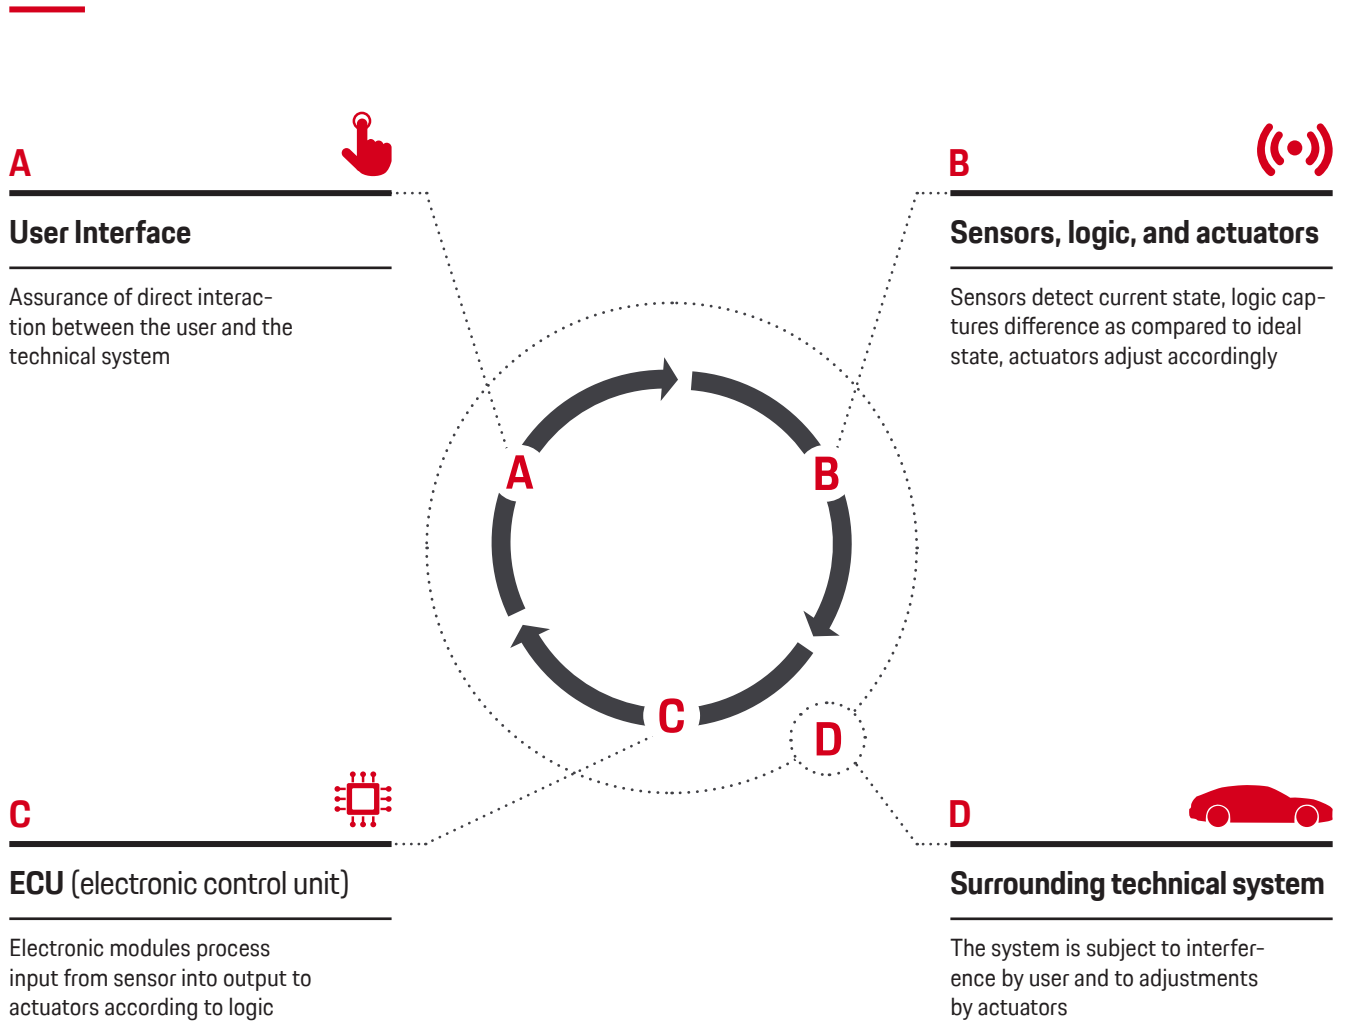 A
User Interface
Assurance of direct interac-
tion between the user and the
technical system
B
Sensors, logic, and actuators
Sensors detect current state, logic cap-
tures difference as compared to ideal
state, actuators adjust accordingly
A
B
C
D
C
ECU (electronic control unit)
Electronic modules process
input from sensor into output to
actuators according to logic
D
Surrounding technical system
The system is subject to interfer-
ence by user and to adjustments
by actuators